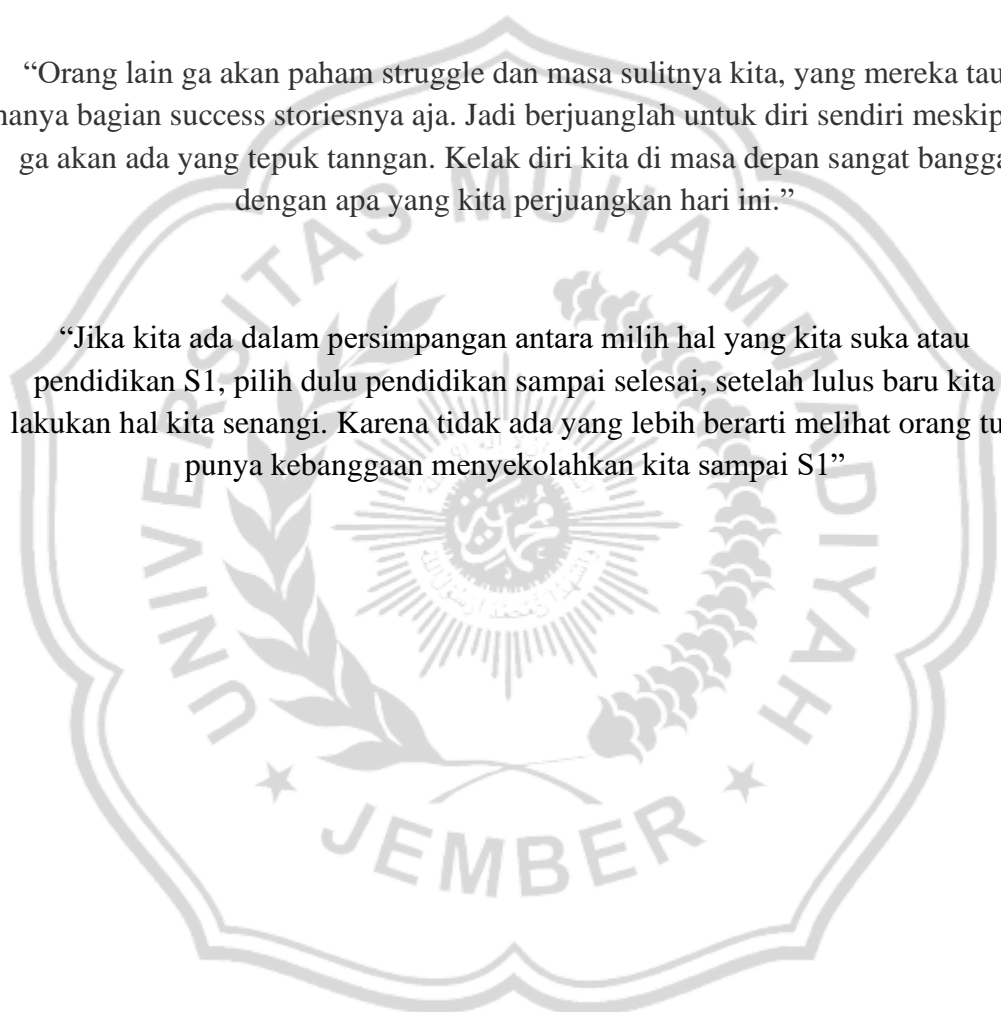 “Orang lain ga akan paham struggle dan masa sulitnya kita, yang mereka tau
hanya bagian success storiesnya aja. Jadi berjuanglah untuk diri sendiri meskip
ga akan ada yang tepuk tanngan. Kelak diri kita di masa depan sangat bangga
dengan apa yang kita perjuangkan hari ini.”
“Jika kita ada dalam persimpangan antara milih hal yang kita suka atau
pendidikan S1, pilih dulu pendidikan sampai selesai, setelah lulus baru kita
lakukan hal kita senangi. Karena tidak ada yang lebih berarti melihat orang tu
punya kebanggaan menyekolahkan kita sampai S1”
UNIVERSITAS MUHAMMADIYAH
JEMBER